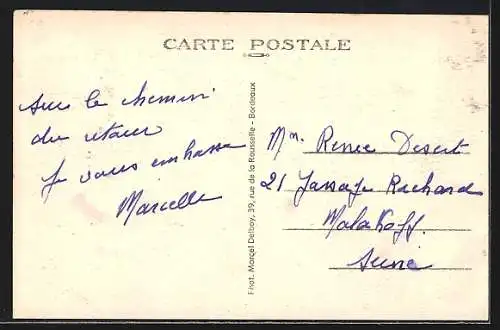 CARTE POSTALE
Sur le chemin
du retour
Je vous embrasse
Marcelle
Phot. Marcel Delboy, 39, rue de la Rousselle - Bordeaux
Mme Renée Desert
21 Passage Richard
Malakoff.
Seine